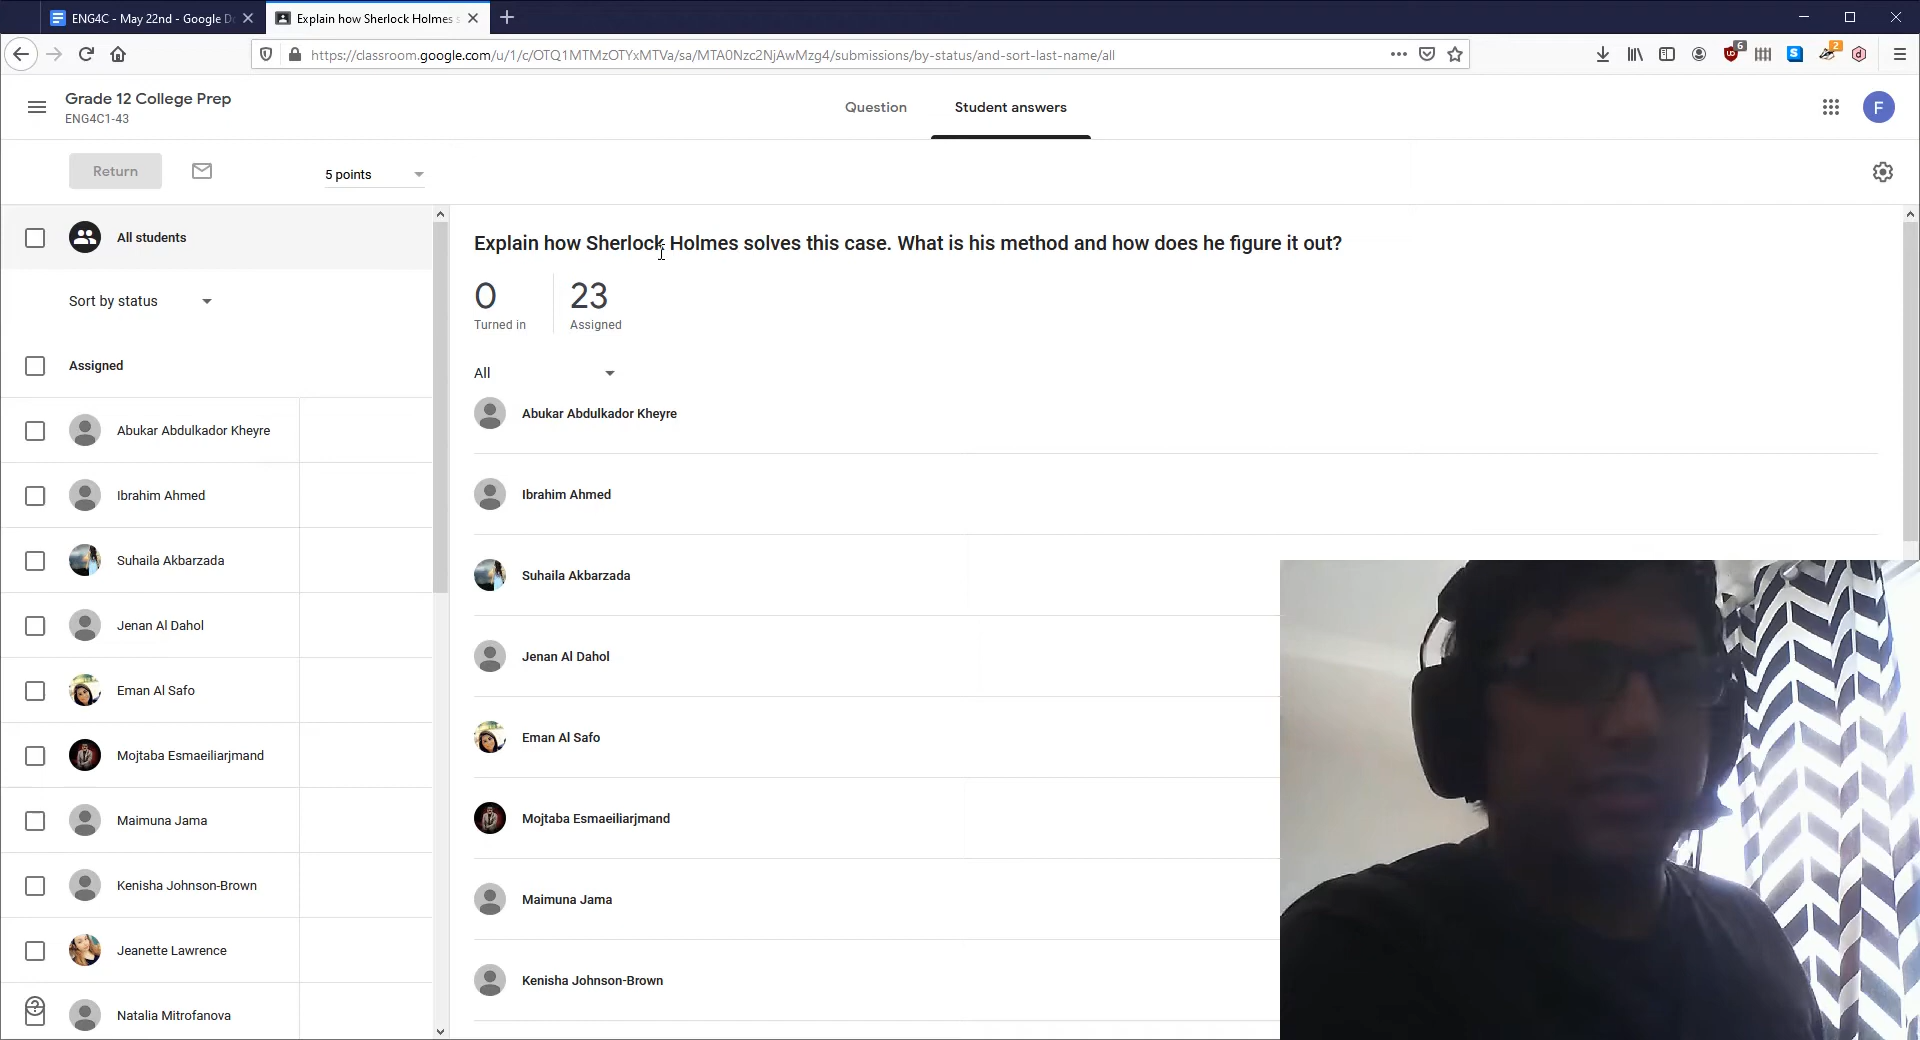 ENG4C - May 22nd - Google D
Explain how Sherlock Holmes s
https://classroom.google.com/u/1/c/OTQ1MTMzOTYxMTVa/sa/MTA0Nzc2NjAwMzg4/submissions/by-status/and-sort-last-name/all
6
2
Grade 12 College Prep
ENG4C1-43
Question
Student answers
F
Return
5 points
All students
Sort by status
Assigned
Abukar Abdulkador Kheyre
Ibrahim Ahmed
Suhaila Akbarzada
Jenan Al Dahol
Eman Al Safo
Mojtaba Esmaeiliarjmand
Maimuna Jama
Kenisha Johnson-Brown
Jeanette Lawrence
Natalia Mitrofanova
Explain how Sherlock Holmes solves this case. What is his method and how does he figure it out?
0
Turned in
23
Assigned
All
Abukar Abdulkador Kheyre
Ibrahim Ahmed
Suhaila Akbarzada
Jenan Al Dahol
Eman Al Safo
Mojtaba Esmaeiliarjmand
Maimuna Jama
Kenisha Johnson-Brown